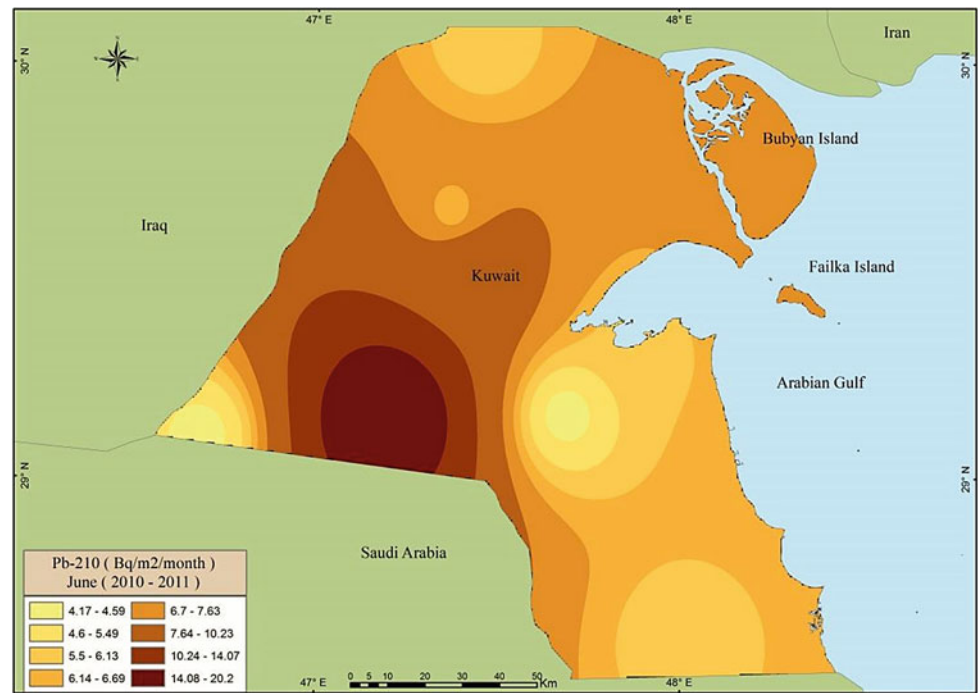 47° E
48° E
Iran
30° N
30° N
Bubyan Island
Iraq
Failka Island
Kuwait
Arabian Gulf
29° N
29° N
Saudi Arabia
Pb-210 ( Bq/m2/month )
June ( 2010 - 2011 )
4.17 - 4.59
6.7 - 7.63
4.6 - 5.49
7.64 - 10.23
5.5 - 6.13
10.24 - 14.07
6.14 - 6.69
14.08 - 20.2
0 5 10 20 30 40 50
Km
47° E
48° E